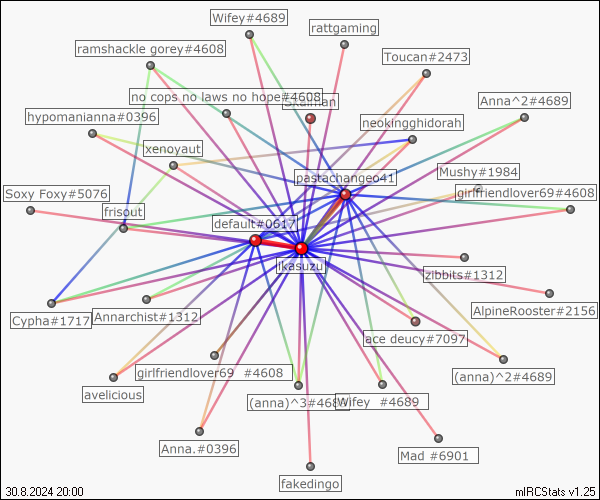 Wifey#4689
rattgaming
ramshackle gorey#4608
Toucan#2473
no cops no laws no hope#4608
Anna^2#4689
hypomanianna#0396
neokingghidorah
xenoyaut
pastachangeo41
Mushy#1984
Soxy Foxy#5076
girlfriendlover69#4608
frisout
default#0617
jkasuzu
zibbits#1312
AlpineRooster#2156
Cypha#1717
Annarchist#1312
ace deucy#7097
girlfriendlover69 #4608
(anna)^2#4689
avelicious
(anna)^3#468
Wifey #4689
Anna.#0396
Mad #6901
fakedingo
30.8.2024 20:00
mIRCStats v1.25